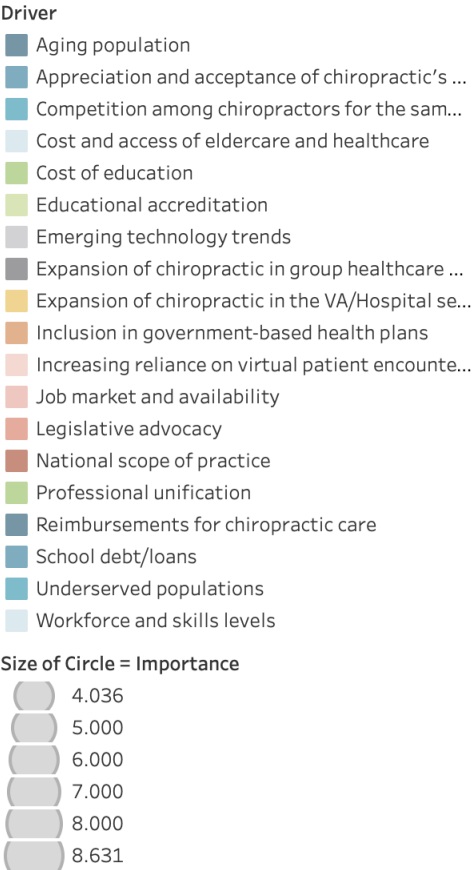 Driver
Aging population
Appreciation and acceptance of chiropractic's ...
Competition among chiropractors for the sam...
Cost and access of eldercare and healthcare
Cost of education
Educational accreditation
Emerging technology trends
Expansion of chiropractic in group healthcare ...
Expansion of chiropractic in the VA/Hospital se...
Inclusion in government-based health plans
Increasing reliance on virtual patient encounte...
Job market and availability
Legislative advocacy
National scope of practice
Professional unification
Reimbursements for chiropractic care
School debt/loans
Underserved populations
Workforce and skills levels
Size of Circle = Importance
4.036
5.000
6.000
7.000
8.000
8.631